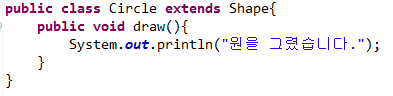 public class Circle extends Shape{
    public void draw(){
        System.out.println("원을 그렸습니다.");
    }
}